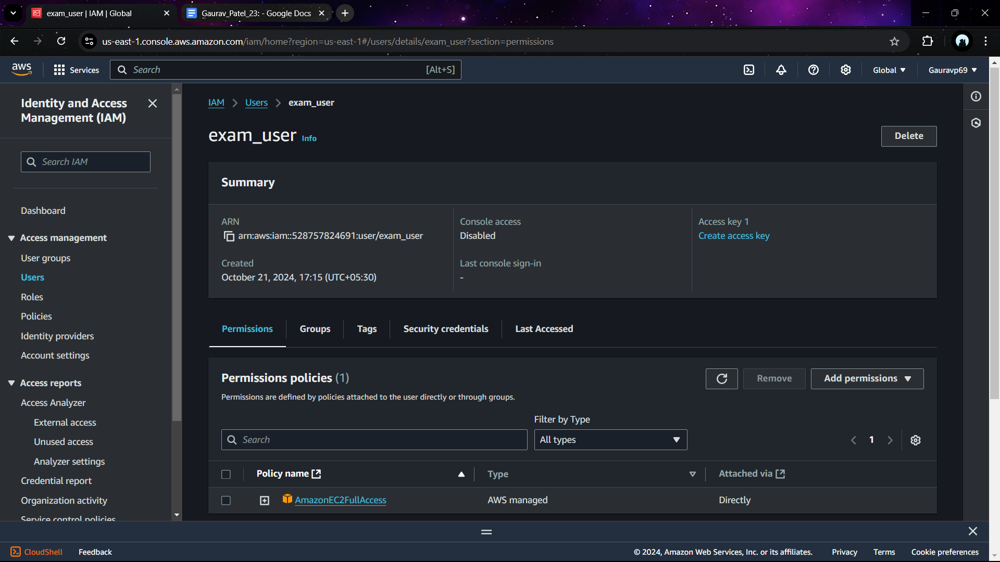 exam_user | IAM | Global
Gaurav_Patel_23: - Google Docs
us-east-1.console.aws.amazon.com/iam/home?region=us-east-1#/users/details/exam_user?section=permissions
aws
Services
Search
[Alt+S]
Global
Gauravp69
Identity and Access
Management (IAM)
Search IAM
Dashboard
Access management
User groups
Users
Roles
Policies
Identity providers
Account settings
Access reports
Access Analyzer
External access
Unused access
Analyzer settings
Credential report
Organization activity
Service control policies
IAM > Users > exam_user
exam_user Info
Delete
Summary
ARN
arn:aws:iam::528757824691:user/exam_user
Created
October 21, 2024, 17:15 (UTC+05:30)
Console access
Disabled
Last console sign-in
-
Access key 1
Create access key
Permissions
Groups
Tags
Security credentials
Last Accessed
Permissions policies (1)
Permissions are defined by policies attached to the user directly or through groups.
Remove
Add permissions
Filter by Type
Search
All types
1
Policy name
Type
Attached via
AmazonEC2FullAccess
AWS managed
Directly
CloudShell
Feedback
© 2024, Amazon Web Services, Inc. or its affiliates.
Privacy
Terms
Cookie preferences